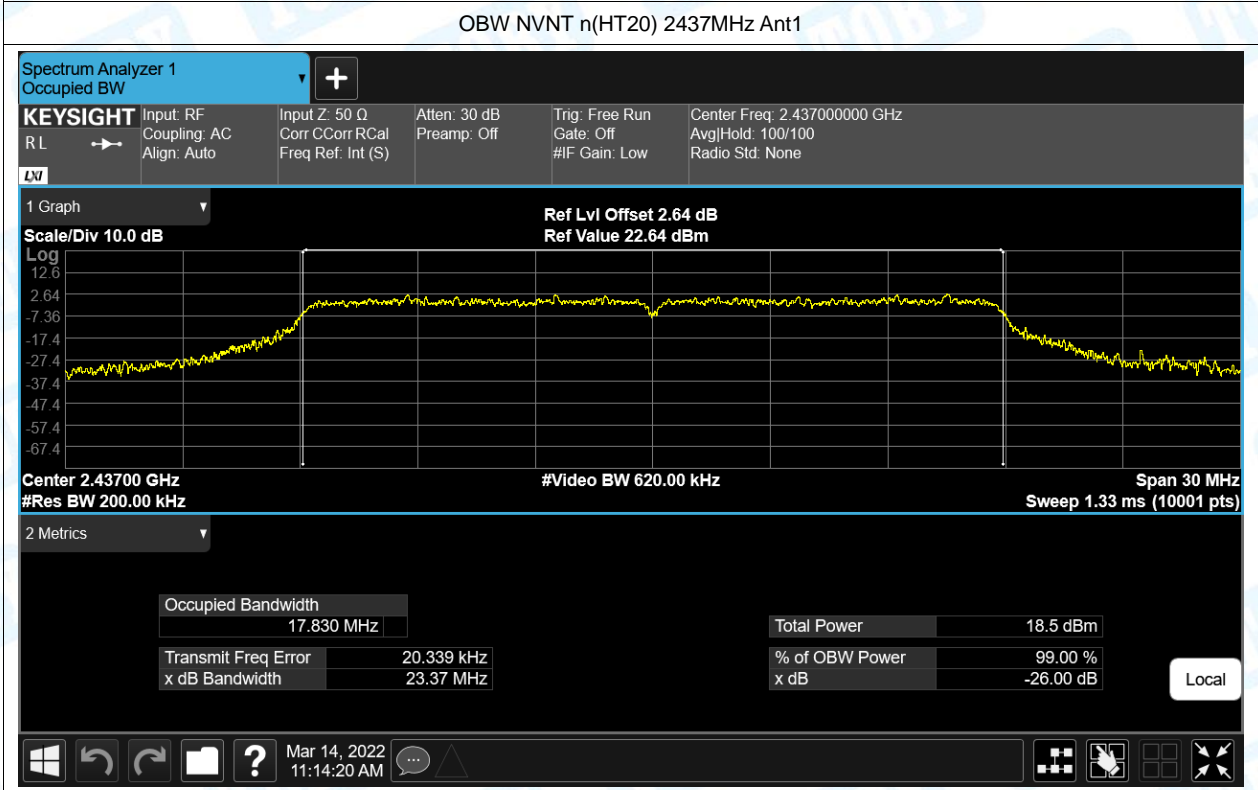 OBW NVNT n(HT20) 2437MHz Ant1
Spectrum Analyzer 1
Occupied BW
KEYSIGHT
R L
LXI
Input: RF
Coupling: AC
Align: Auto
Input Z: 50 Ω
Corr CCorr RCal
Freq Ref: Int (S)
Atten: 30 dB
Preamp: Off
Trig: Free Run
Gate: Off
#IF Gain: Low
Center Freq: 2.437000000 GHz
Avg|Hold: 100/100
Radio Std: None
1 Graph
Scale/Div 10.0 dB
Ref Lvl Offset 2.64 dB
Ref Value 22.64 dBm
Log
12.6
2.64
-7.36
-17.4
-27.4
-37.4
-47.4
-57.4
-67.4
Center 2.43700 GHz
#Res BW 200.00 kHz
#Video BW 620.00 kHz
Span 30 MHz
Sweep 1.33 ms (10001 pts)
2 Metrics
Occupied Bandwidth
17.830 MHz
Transmit Freq Error 20.339 kHz
x dB Bandwidth 23.37 MHz
Total Power 18.5 dBm
% of OBW Power 99.00 %
x dB -26.00 dB
Local
Mar 14, 2022
11:14:20 AM